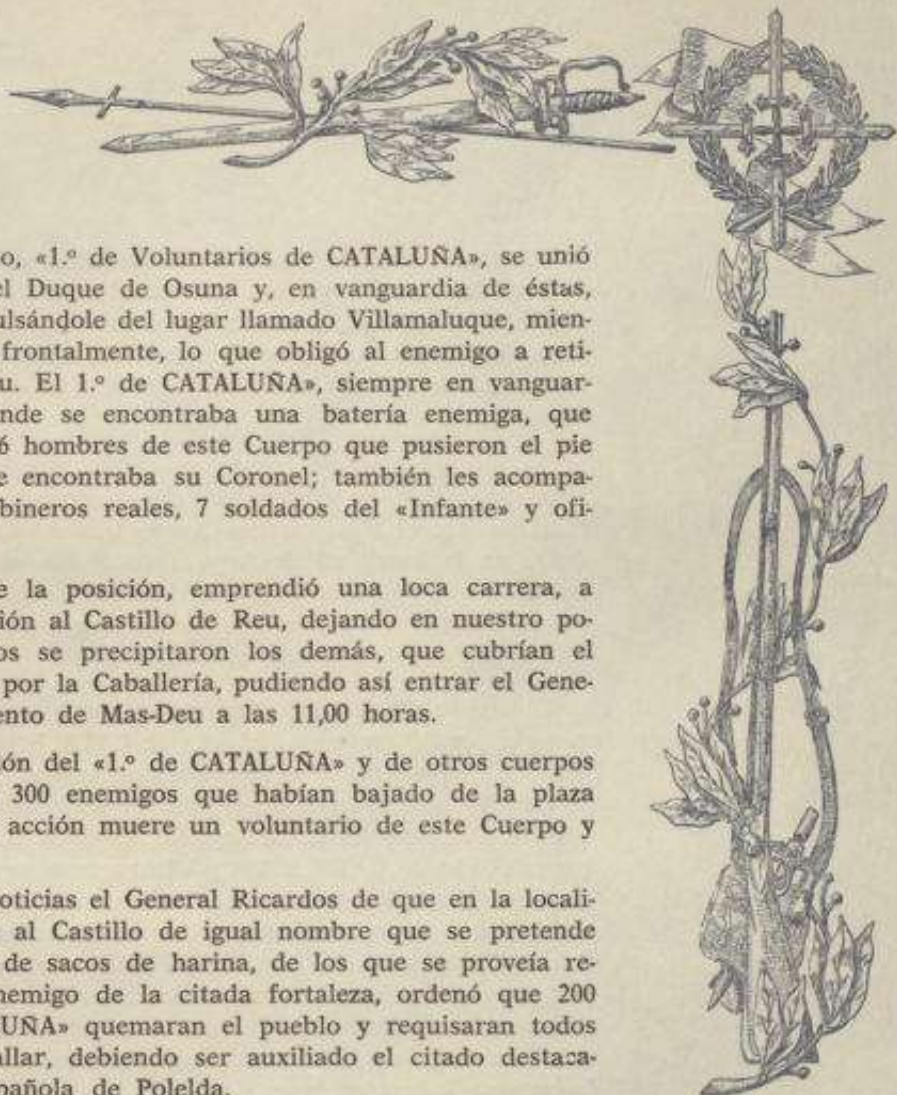 o, «1.º de Voluntarios de CATALUÑA», se unió
el Duque de Osuna y, en vanguardia de éstas,
ulsándole del lugar llamado Villamaluque, mien-
frontalmente, lo que obligó al enemigo a reti-
u. El 1.º de CATALUÑA», siempre en vanguar-
nde se encontraba una batería enemiga, que
6 hombres de este Cuerpo que pusieron el pie
e encontraba su Coronel; también les acompa-
bineros reales, 7 soldados del «Infante» y ofi-
e la posición, emprendió una loca carrera, a
ión al Castillo de Reu, dejando en nuestro po-
os se precipitaron los demás, que cubrían el
por la Caballería, pudiendo así entrar el Gene-
ento de Mas-Deu a las 11,00 horas.
ón del «1.º de CATALUÑA» y de otros cuerpos
300 enemigos que habían bajado de la plaza
acción muere un voluntario de este Cuerpo y
oticias el General Ricardos de que en la locali-
al Castillo de igual nombre que se pretende
de sacos de harina, de los que se proveía re-
nemigo de la citada fortaleza, ordenó que 200
UÑA» quemaran el pueblo y requisaran todos
allar, debiendo ser auxiliado el citado destaca-
pañola de Polelda.